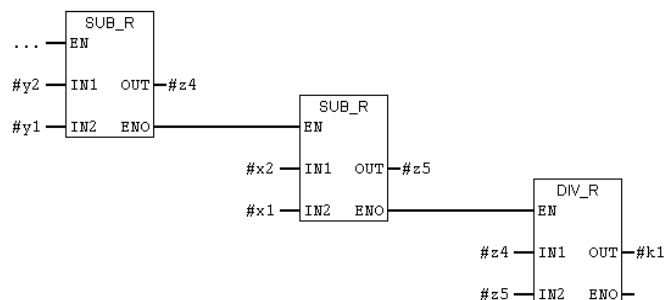 SUB_R
... EN
#y2 IN1 OUT #z4
#y1 IN2 ENO
SUB_R
EN
#x2 IN1 OUT #z5
#x1 IN2 ENO
DIV_R
EN
#z4 IN1 OUT #k1
#z5 IN2 ENO